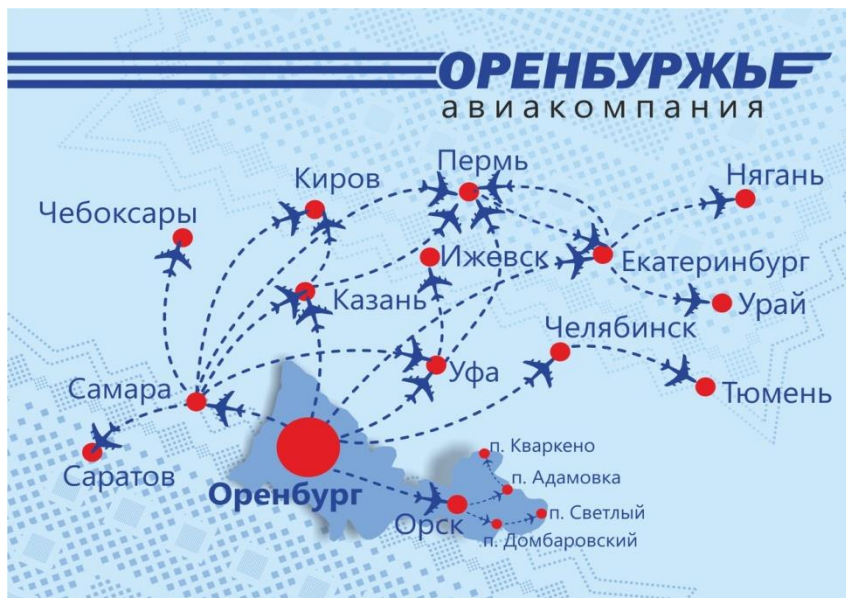 ОРЕНБУРЖЬЕ
авиакомпания
Пермь
Нягань
Киров
Чебоксары
Ижевск
Екатеринбург
Казань
Урай
Челябинск
Уфа
Самара
Тюмень
п. Кваркено
Саратов
п. Адамовка
Оренбург
п. Светлый
Орск
п. Домбаровский